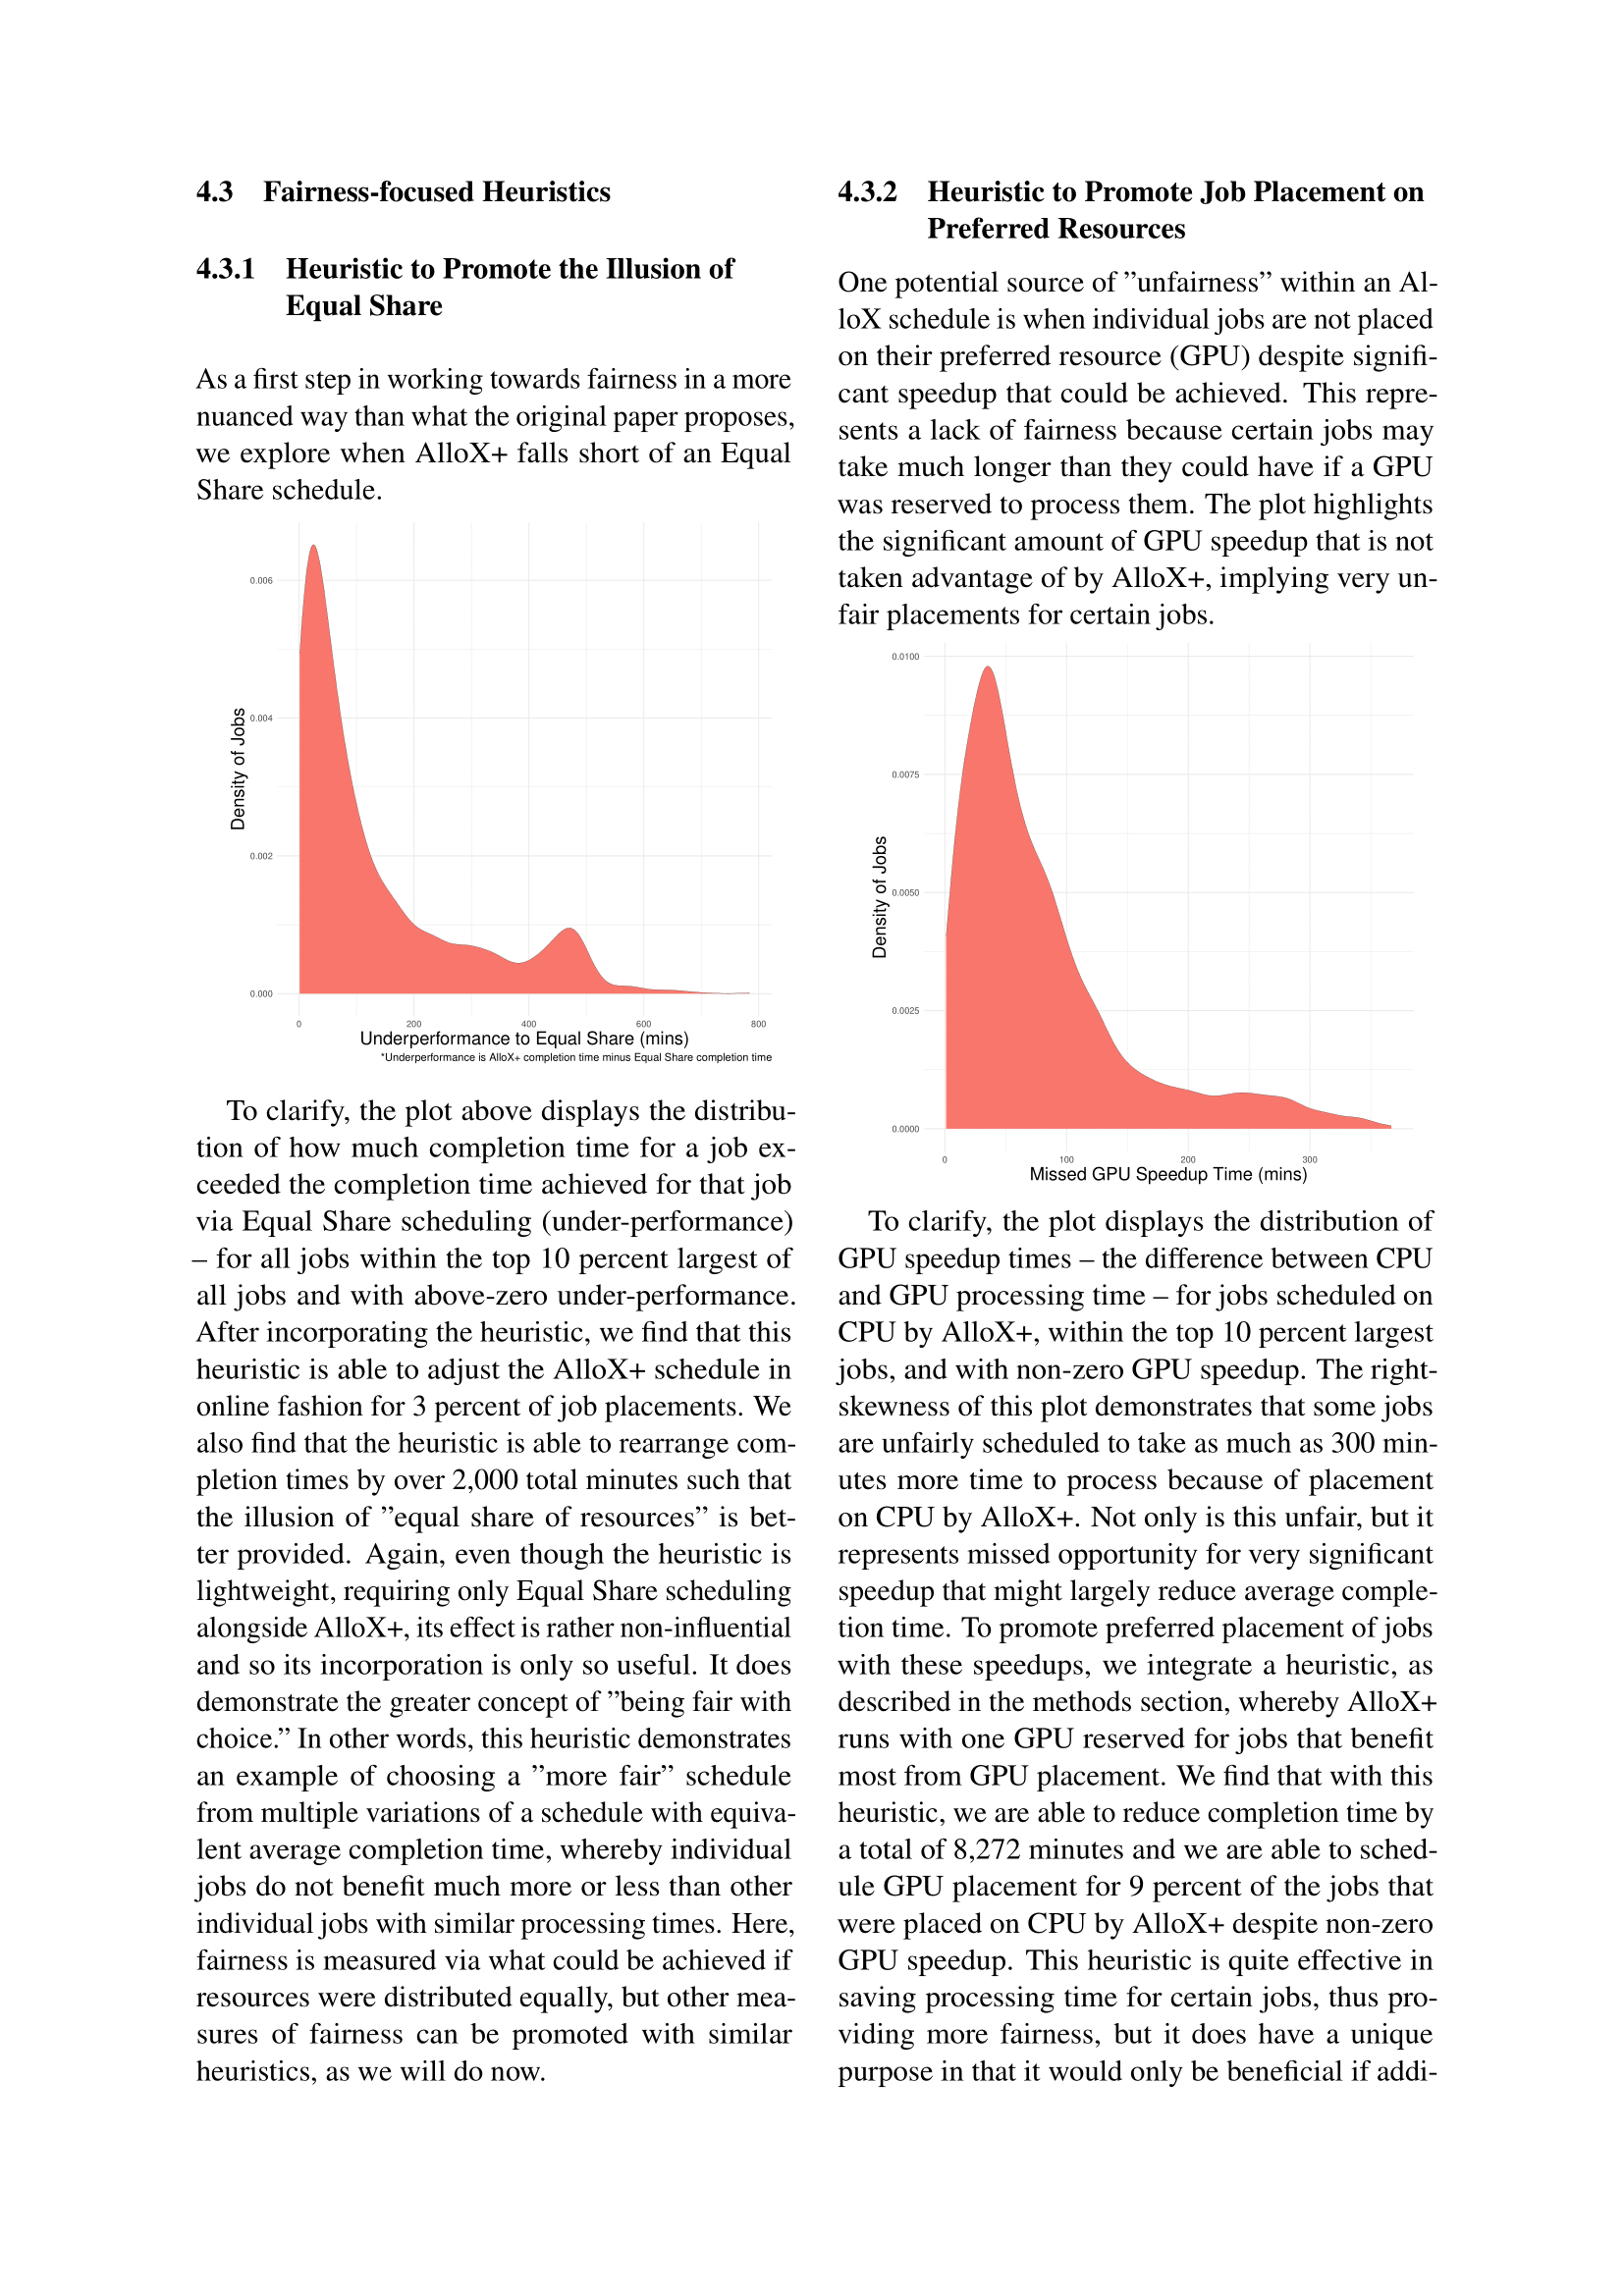 4.3 Fairness-focused Heuristics
4.3.1 Heuristic to Promote the Illusion of
Equal Share
As a first step in working towards fairness in a more
nuanced way than what the original paper proposes,
we explore when AlloX+ falls short of an Equal
Share schedule.
0.006
0.004
0.002
0.000
Density of Jobs
0 200 400 600 800
Underperformance to Equal Share (mins)
*Underperformance is AlloX+ completion time minus Equal Share completion time
To clarify, the plot above displays the distribu-
tion of how much completion time for a job ex-
ceeded the completion time achieved for that job
via Equal Share scheduling (under-performance)
– for all jobs within the top 10 percent largest of
all jobs and with above-zero under-performance.
After incorporating the heuristic, we find that this
heuristic is able to adjust the AlloX+ schedule in
online fashion for 3 percent of job placements. We
also find that the heuristic is able to rearrange com-
pletion times by over 2,000 total minutes such that
the illusion of ”equal share of resources” is bet-
ter provided. Again, even though the heuristic is
lightweight, requiring only Equal Share scheduling
alongside AlloX+, its effect is rather non-influential
and so its incorporation is only so useful. It does
demonstrate the greater concept of ”being fair with
choice.” In other words, this heuristic demonstrates
an example of choosing a ”more fair” schedule
from multiple variations of a schedule with equiva-
lent average completion time, whereby individual
jobs do not benefit much more or less than other
individual jobs with similar processing times. Here,
fairness is measured via what could be achieved if
resources were distributed equally, but other mea-
sures of fairness can be promoted with similar
heuristics, as we will do now.
4.3.2 Heuristic to Promote Job Placement on
Preferred Resources
One potential source of ”unfairness” within an Al-
loX schedule is when individual jobs are not placed
on their preferred resource (GPU) despite signifi-
cant speedup that could be achieved. This repre-
sents a lack of fairness because certain jobs may
take much longer than they could have if a GPU
was reserved to process them. The plot highlights
the significant amount of GPU speedup that is not
taken advantage of by AlloX+, implying very un-
fair placements for certain jobs.
0.0100
0.0075
0.0050
0.0025
0.0000
Density of Jobs
0 100 200 300
Missed GPU Speedup Time (mins)
To clarify, the plot displays the distribution of
GPU speedup times – the difference between CPU
and GPU processing time – for jobs scheduled on
CPU by AlloX+, within the top 10 percent largest
jobs, and with non-zero GPU speedup. The right-
skewness of this plot demonstrates that some jobs
are unfairly scheduled to take as much as 300 min-
utes more time to process because of placement
on CPU by AlloX+. Not only is this unfair, but it
represents missed opportunity for very significant
speedup that might largely reduce average comple-
tion time. To promote preferred placement of jobs
with these speedups, we integrate a heuristic, as
described in the methods section, whereby AlloX+
runs with one GPU reserved for jobs that benefit
most from GPU placement. We find that with this
heuristic, we are able to reduce completion time by
a total of 8,272 minutes and we are able to sched-
ule GPU placement for 9 percent of the jobs that
were placed on CPU by AlloX+ despite non-zero
GPU speedup. This heuristic is quite effective in
saving processing time for certain jobs, thus pro-
viding more fairness, but it does have a unique
purpose in that it would only be beneficial if addi-